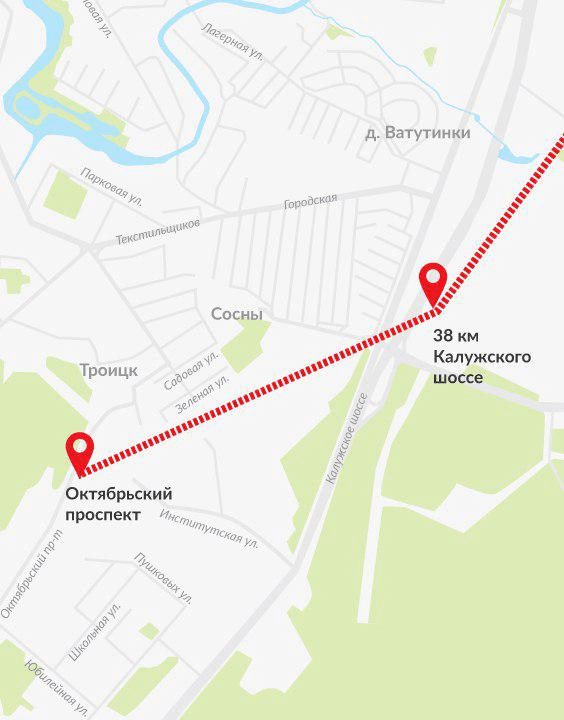 Лагерная ул.
д. Ватутинки
Парковая ул.
Городская
Текстильщиков
Сосны
38 км
Калужского
шоссе
Троицк
Садовая ул.
Зеленая ул.
Калужское шоссе
Октябрьский
проспект
Институтская ул.
Октябрьский пр-т
Пушковых ул.
Школьная ул.
Юбилейная ул.